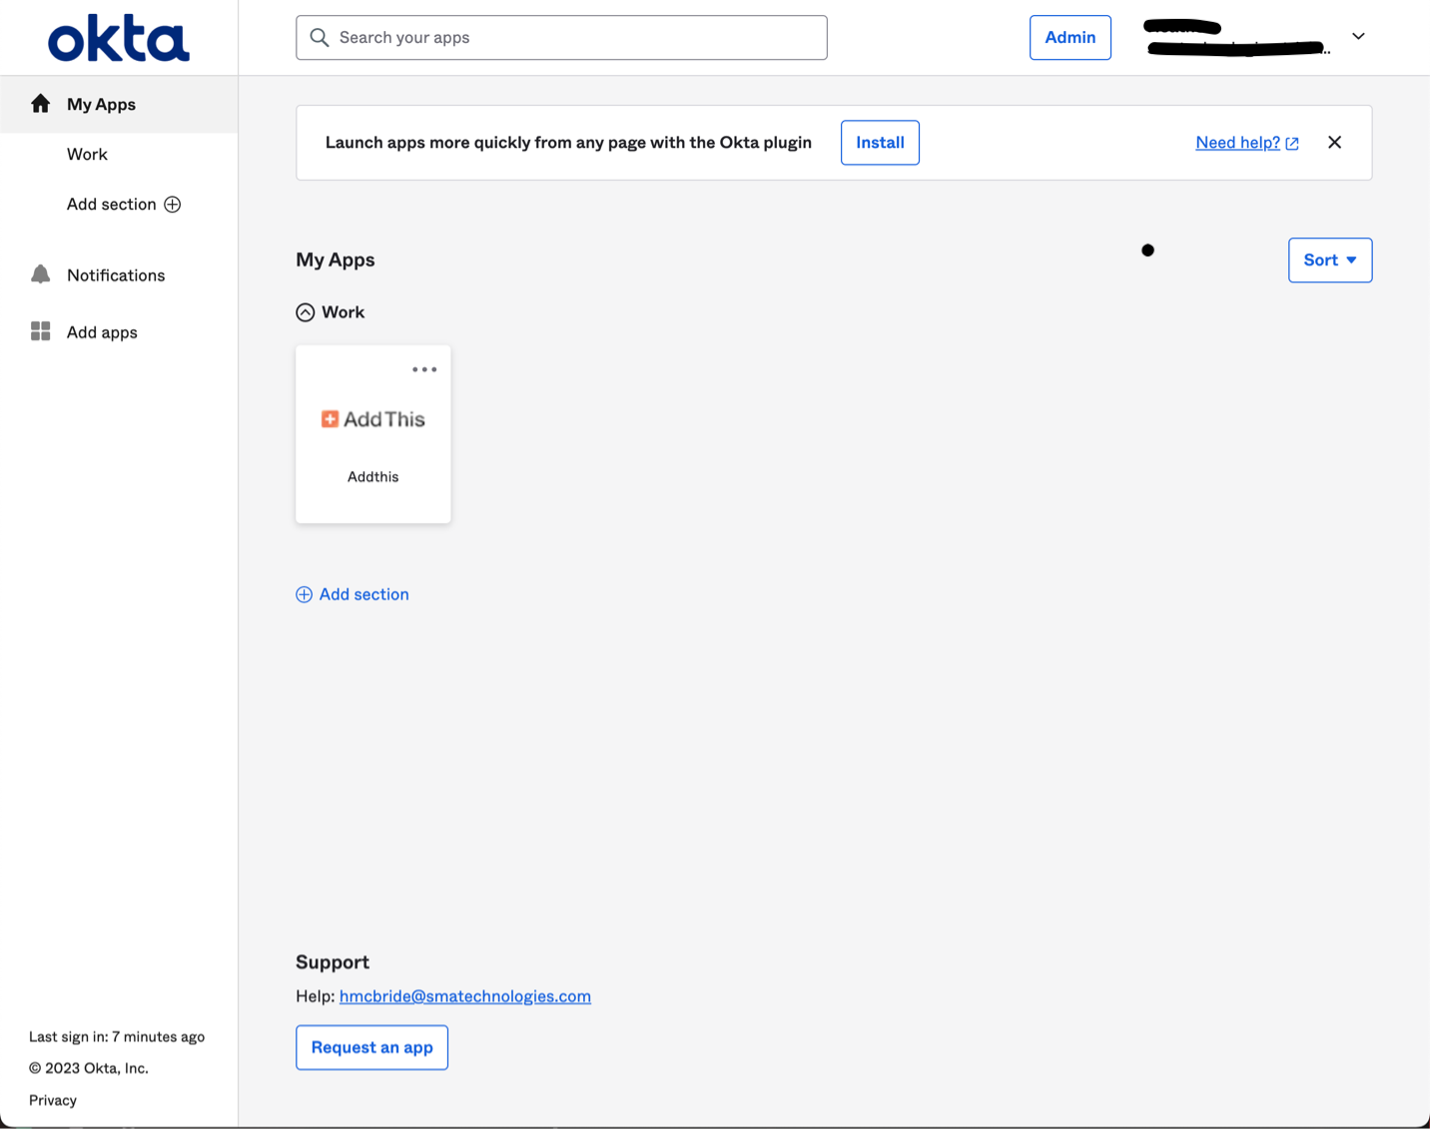 okta
Search your apps
Admin
My Apps
Work
Add section
Notifications
Add apps
Launch apps more quickly from any page with the Okta plugin
Install
Need help?
My Apps
Sort
Work
AddThis
Addthis
Add section
Support
Help: hmcbride@smatechnologies.com
Request an app
Last sign in: 7 minutes ago
© 2023 Okta, Inc.
Privacy